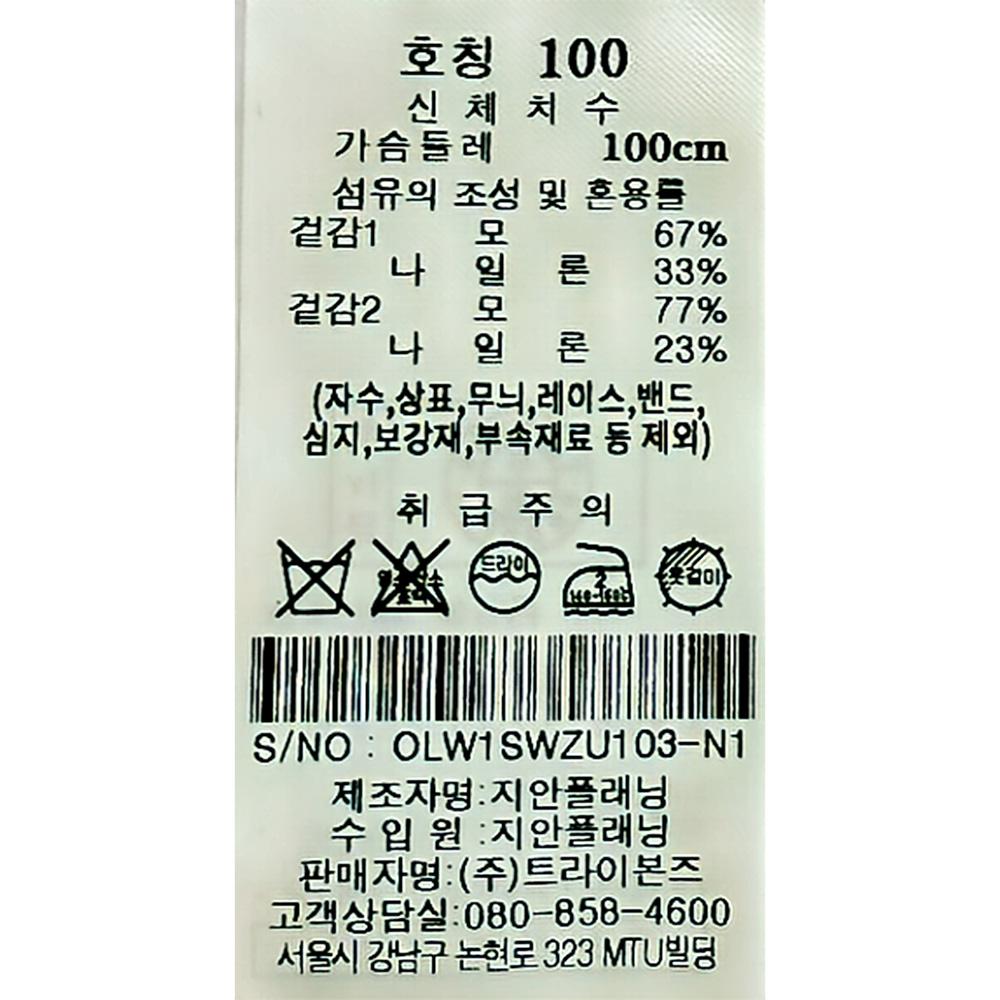 호칭 100
신체치수
가슴둘레 100cm
섬유의 조성 및 혼용률
겉감1 모 67%
나일론 33%
겉감2 모 77%
나일론 23%
(자수,상표,무늬,레이스,밴드,
심지,보강재,부속재료 등 제외)
취급주의
드라이
2
옷걸이
S/NO : OLW1SWZU103-N1
제조자명:지안플래닝
수입원:지안플래닝
판매자명:(주)트라이본즈
고객상담실:080-858-4600
서울시 강남구 논현로 323 MTU빌딩